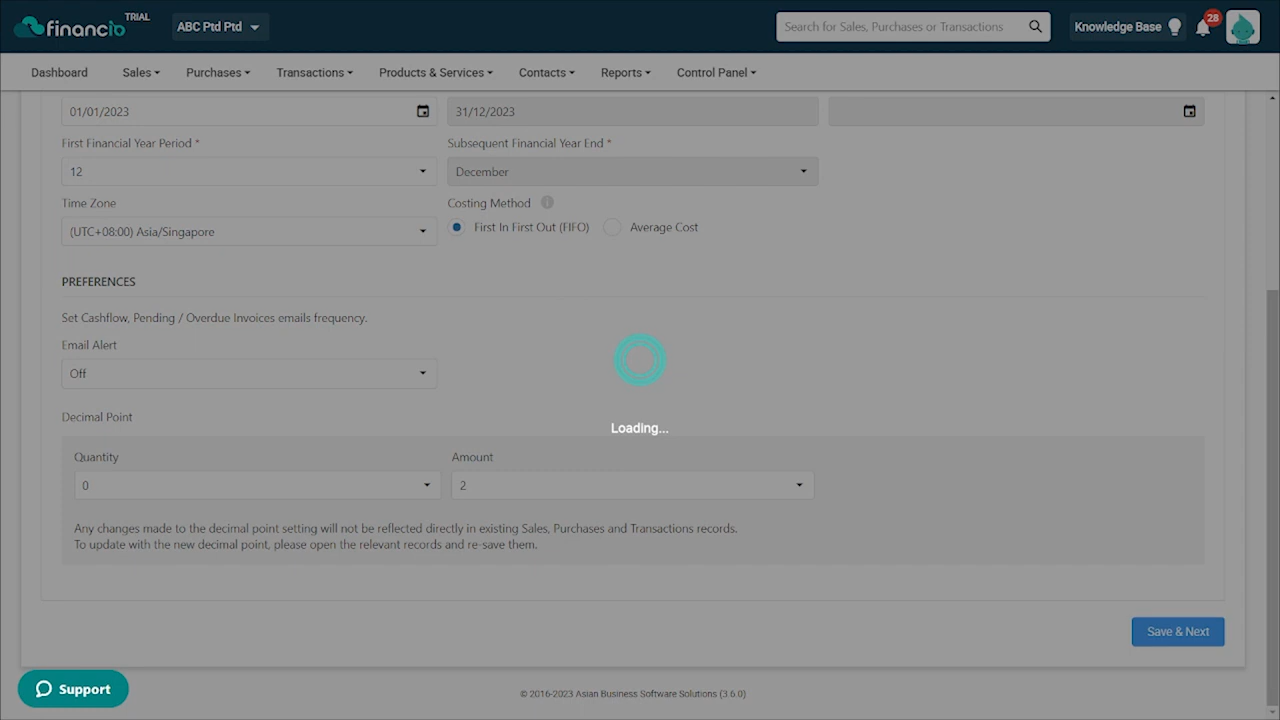 financio TRIAL
ABC Ptd Ptd
Search for Sales, Purchases or Transactions
Knowledge Base
28
Dashboard Sales Purchases Transactions Products & Services Contacts Reports Control Panel
01/01/2023 31/12/2023
First Financial Year Period * Subsequent Financial Year End *
12 December
Time Zone Costing Method
(UTC+08:00) Asia/Singapore First In First Out (FIFO) Average Cost
PREFERENCES
Set Cashflow, Pending / Overdue Invoices emails frequency.
Email Alert
Off
Loading...
Decimal Point
Quantity Amount
0 2
Any changes made to the decimal point setting will not be reflected directly in existing Sales, Purchases and Transactions records.
To update with the new decimal point, please open the relevant records and re-save them.
Save & Next
Support
© 2016-2023 Asian Business Software Solutions (3.6.0)